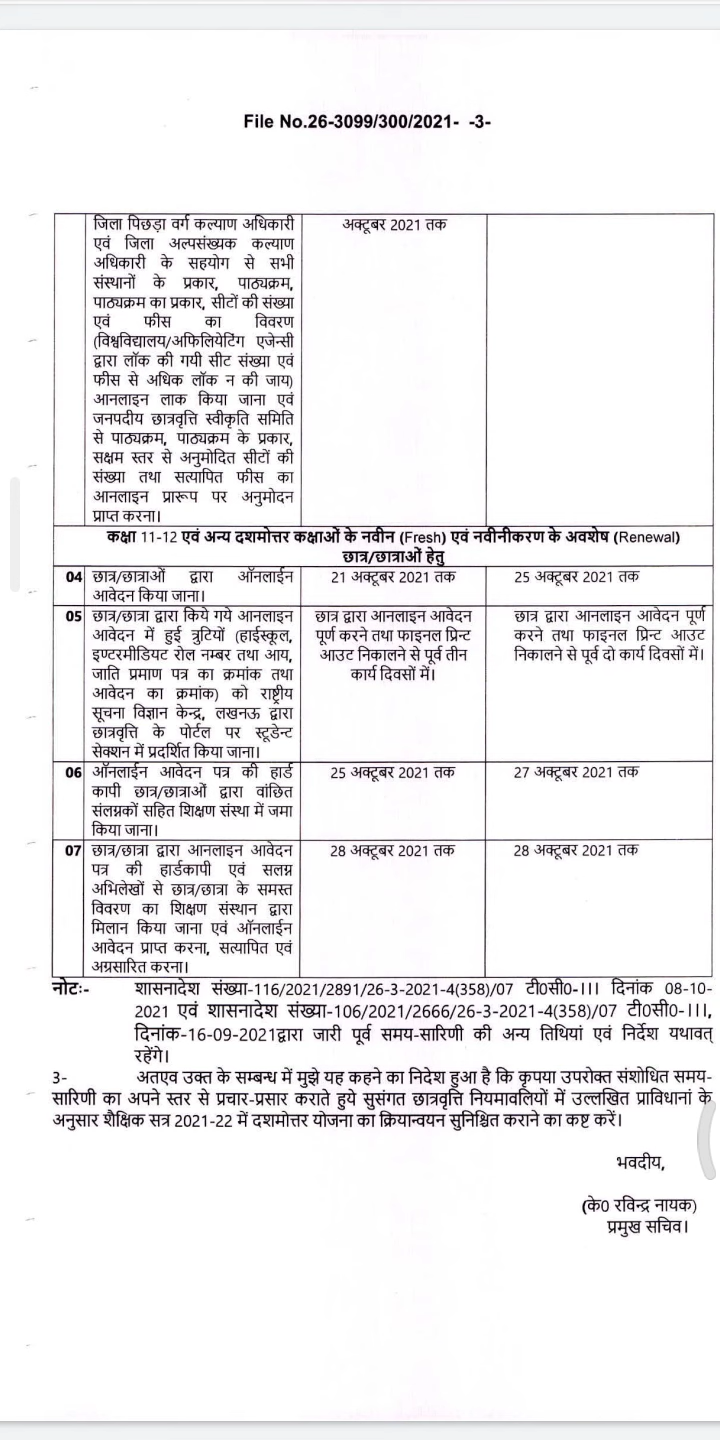 File No.26-3099/300/2021- -3-
जिला पिछड़ा वर्ग कल्याण अधिकारी
एवं जिला अल्पसंख्यक कल्याण
अधिकारी के सहयोग से सभी
संस्थानों के प्रकार, पाठ्यक्रम,
पाठ्यक्रम का प्रकार, सीटों की संख्या
एवं फीस का विवरण
(विश्वविद्यालय/अफिलियेटिंग एजेन्सी
द्वारा लॉक की गयी सीट संख्या एवं
फीस से अधिक लॉक न की जाय)
आनलाइन लाक किया जाना एवं
जनपदीय छात्रवृत्ति स्वीकृति समिति
से पाठ्यक्रम, पाठ्यक्रम के प्रकार,
सक्षम स्तर से अनुमोदित सीटों की
संख्या तथा सत्यापित फीस का
आनलाइन प्रारूप पर अनुमोदन
प्राप्त करना।
अक्टूबर 2021 तक
कक्षा 11-12 एवं अन्य दशमोत्तर कक्षाओं के नवीन (Fresh) एवं नवीनीकरण के अवशेष (Renewal)
छात्र/छात्राओं हेतु
04 छात्र/छात्राओं द्वारा ऑनलाईन
आवेदन किया जाना।
21 अक्टूबर 2021 तक
25 अक्टूबर 2021 तक
05 छात्र/छात्रा द्वारा किये गये आनलाइन
आवेदन में हुई त्रुटियों (हाईस्कूल,
इण्टरमीडियट रोल नम्बर तथा आय,
जाति प्रमाण पत्र का क्रमांक तथा
आवेदन का क्रमांक) को राष्ट्रीय
सूचना विज्ञान केन्द्र, लखनऊ द्वारा
छात्रवृत्ति के पोर्टल पर स्टूडेन्ट
सेक्शन में प्रदर्शित किया जाना।
छात्र द्वारा आनलाइन आवेदन
पूर्ण करने तथा फाइनल प्रिन्ट
आउट निकालने से पूर्व तीन
कार्य दिवसों में।
छात्र द्वारा आनलाइन आवेदन पूर्ण
करने तथा फाइनल प्रिन्ट आउट
निकालने से पूर्व दो कार्य दिवसों में।
06 ऑनलाईन आवेदन पत्र की हार्ड
कापी छात्र/छात्राओं द्वारा वांछित
संलग्नकों सहित शिक्षण संस्था में जमा
किया जाना।
25 अक्टूबर 2021 तक
27 अक्टूबर 2021 तक
07 छात्र/छात्रा द्वारा आनलाइन आवेदन
पत्र की हार्डकापी एवं सलग्न
अभिलेखों से छात्र/छात्रा के समस्त
विवरण का शिक्षण संस्थान द्वारा
मिलान किया जाना एवं ऑनलाईन
आवेदन प्राप्त करना, सत्यापित एवं
अग्रसारित करना।
28 अक्टूबर 2021 तक
28 अक्टूबर 2021 तक
नोटः- शासनादेश संख्या-116/2021/2891/26-3-2021-4(358)/07 टी0सी0-III दिनांक 08-10-
2021 एवं शासनादेश संख्या-106/2021/2666/26-3-2021-4(358)/07 टी0सी0-III,
दिनांक-16-09-2021द्वारा जारी पूर्व समय-सारिणी की अन्य तिथियां एवं निर्देश यथावत्
रहेंगे।
3- अतएव उक्त के सम्बन्ध में मुझे यह कहने का निदेश हुआ है कि कृपया उपरोक्त संशोधित समय-
सारिणी का अपने स्तर से प्रचार-प्रसार कराते हुये सुसंगत छात्रवृत्ति नियमावलियों में उल्लखित प्राविधानों के
अनुसार शैक्षिक सत्र 2021-22 में दशमोत्तर योजना का क्रियान्वयन सुनिश्चित कराने का कष्ट करें।
भवदीय,
(के0 रविन्द्र नायक)
प्रमुख सचिव।